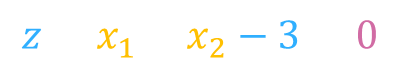 z x₁ x₂ − 3 0